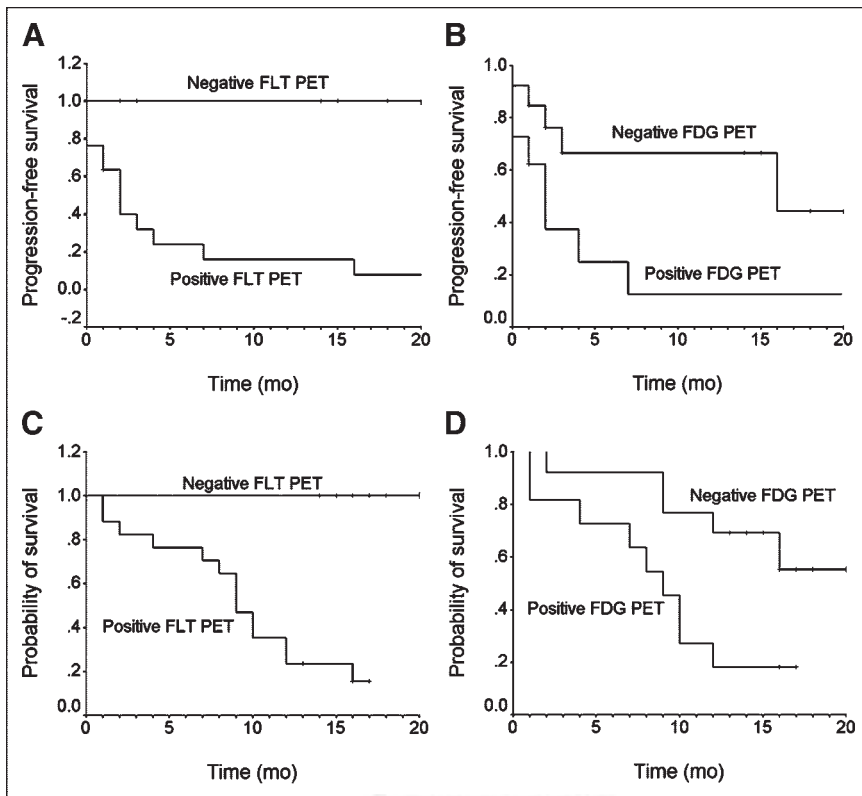 A
Progression-free survival
1.2
1.0
.8
.6
.4
.2
0.0
-.2
Negative FLT PET
Positive FLT PET
0 5 10 15 20
Time (mo)
B
Progression-free survival
1.0
.8
.6
.4
.2
0.0
Negative FDG PET
Positive FDG PET
0 5 10 15 20
Time (mo)
C
Probability of survival
1.2
1.0
.8
.6
.4
.2
0.0
Negative FLT PET
Positive FLT PET
0 5 10 15 20
Time (mo)
D
Probability of survival
1.0
.8
.6
.4
.2
0.0
Negative FDG PET
Positive FDG PET
0 5 10 15 20
Time (mo)